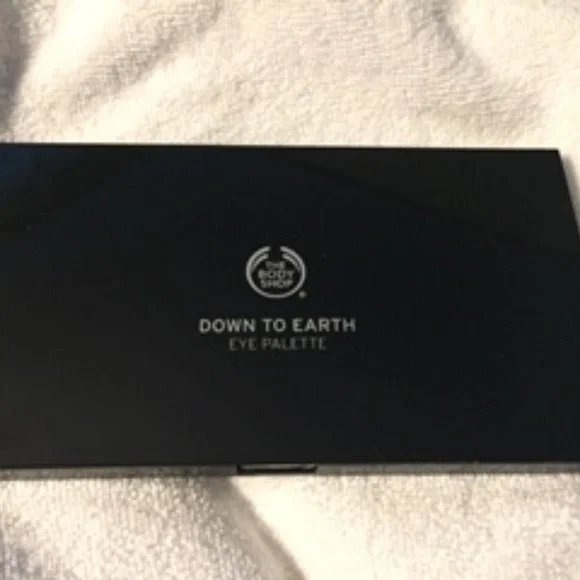 THE
BODY
SHOP
®
DOWN TO EARTH
EYE PALETTE